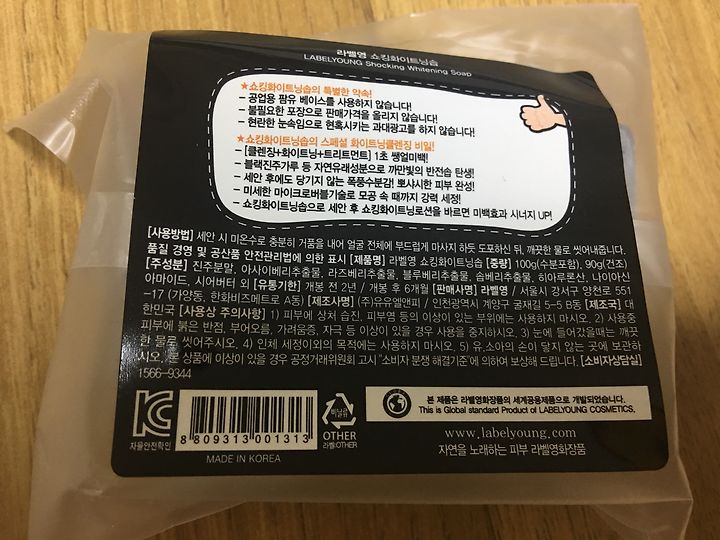 라벨영 쇼킹화이트닝솝
LABELYOUNG Shocking Whitening Soap
★쇼킹화이트닝솝의 특별한 약속!
- 공업용 팜유 베이스를 사용하지 않습니다!
- 불필요한 포장으로 판매가격을 올리지 않습니다!
- 현란한 눈속임으로 현혹시키는 과대광고를 하지 않습니다!
★쇼킹화이트닝솝의 스페셜 화이트닝클렌징 비밀!
- [클렌징+화이트닝+트리트먼트] 1초 쌩얼미백!
- 블랙진주가루 등 자연유래성분으로 까만빛의 반전솝 탄생!
- 세안 후에도 당기지 않는 폭풍수분감! 뽀샤시한 피부 완성!
- 미세한 마이크로버블기술로 모공 속 때까지 강력 세정!
- 쇼킹화이트닝솝으로 세안 후 쇼킹화이트닝로션을 바르면 미백효과 시너지 UP!
[사용방법] 세안 시 미온수로 충분히 거품을 내어 얼굴 전체에 부드럽게 마사지 하듯 도포하신 뒤, 깨끗한 물로 씻어내줍니다.
품질 경영 및 공산품 안전관리법에 의한 표시 [제품명] 라벨영 쇼킹화이트닝솝 [중량] 100g(수분포함), 90g(건조)
[주성분] 진주분말, 아사이베리추출물, 라즈베리추출물, 블루베리추출물, 솜베리추출물, 히아루론산, 나이아신
아마이드, 시어버터 외 [유통기한] 개봉 전 2년 / 개봉 후 6개월 [판매사명] 라벨영 / 서울시 강서구 양천로 551
-17 (가양동, 한화비즈메트로 A동) [제조사명] (주)유유엘앤피 / 인천광역시 계양구 굴재길 5-5 B동 [제조국] 대
한민국 [사용상 주의사항] 1) 피부에 상처 습진, 피부염 등의 이상이 있는 부위에는 사용하지 마시오. 2) 사용중
피부에 붉은 반점, 부어오름, 가려움증, 자극 등 이상이 있을 경우 사용을 중지하시오. 3) 눈에 들어갔을때는 깨끗
한 물로 씻어주시오. 4) 인체 세정이외의 목적에는 사용하지 마시오. 5) 유.소아의 손이 닿지 않는 곳에 보관하
시오. /본 상품에 이상이 있을 경우 공정거래위원회 고시 "소비자 분쟁 해결기준"에 의하여 보상해 드립니다. [소비자상담실]
1566-9344
자율안전확인
8 809313 001313
MADE IN KOREA
비닐류
OTHER
라벨:OTHER
본 제품은 라벨영화장품의 세계공용제품으로 개발되었습니다.
This is Global standard Product of LABELYOUNG COSMETICS.
www.labelyoung.com
자연을 노래하는 피부 라벨영화장품